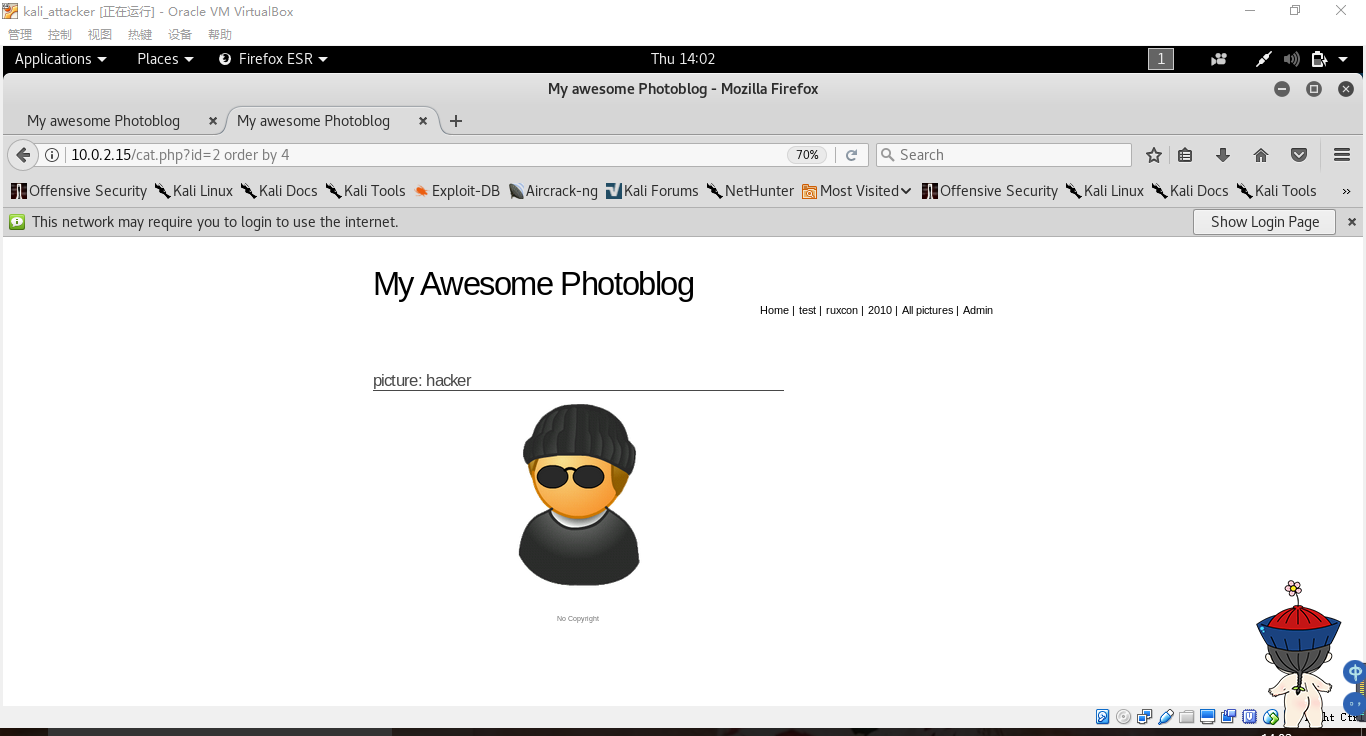 kali_attacker [正在运行] - Oracle VM VirtualBox
管理 控制 视图 热键 设备 帮助
Applications Places Firefox ESR Thu 14:02 1
My awesome Photoblog - Mozilla Firefox
My awesome Photoblog My awesome Photoblog
10.0.2.15/cat.php?id=2 order by 4 70% Search
Offensive Security Kali Linux Kali Docs Kali Tools Exploit-DB Aircrack-ng Kali Forums NetHunter Most Visited Offensive Security Kali Linux Kali Docs Kali Tools »
This network may require you to login to use the internet. Show Login Page
My Awesome Photoblog
Home | test | ruxcon | 2010 | All pictures | Admin
picture: hacker
No Copyright
中